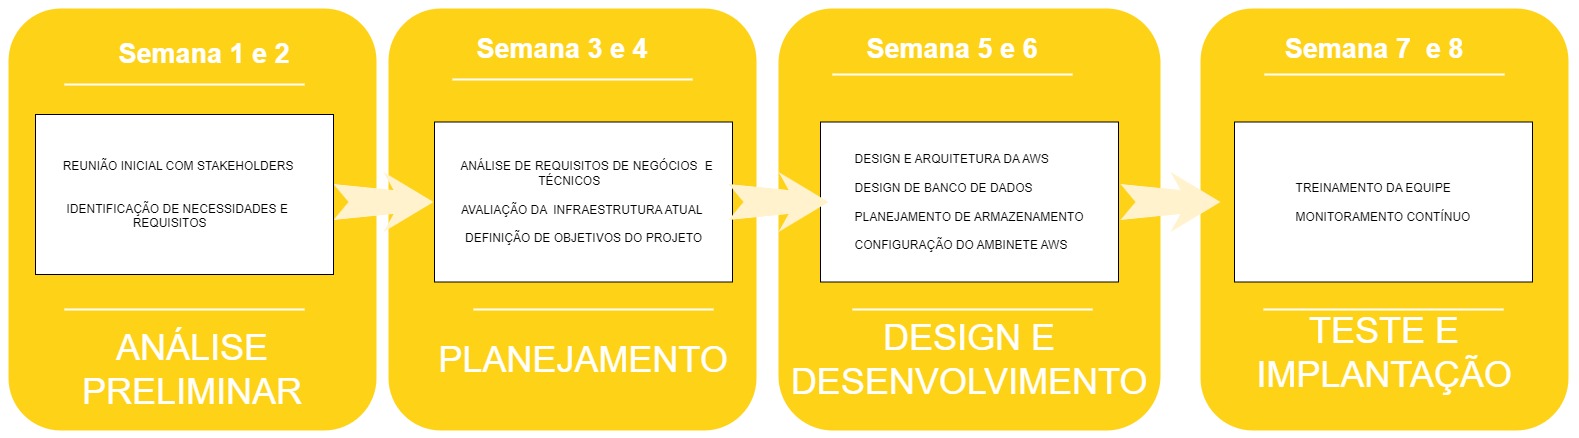 Semana 1 e 2
REUNIÃO INICIAL COM STAKEHOLDERS
IDENTIFICAÇÃO DE NECESSIDADES E
REQUISITOS
ANÁLISE
PRELIMINAR
Semana 3 e 4
ANÁLISE DE REQUISITOS DE NEGÓCIOS E
TÉCNICOS
AVALIAÇÃO DA INFRAESTRUTURA ATUAL
DEFINIÇÃO DE OBJETIVOS DO PROJETO
PLANEJAMENTO
Semana 5 e 6
DESIGN E ARQUITETURA DA AWS
DESIGN DE BANCO DE DADOS
PLANEJAMENTO DE ARMAZENAMENTO
CONFIGURAÇÃO DO AMBINETE AWS
DESIGN E
DESENVOLVIMENTO
Semana 7 e 8
TREINAMENTO DA EQUIPE
MONITORAMENTO CONTÍNUO
TESTE E
IMPLANTAÇÃO